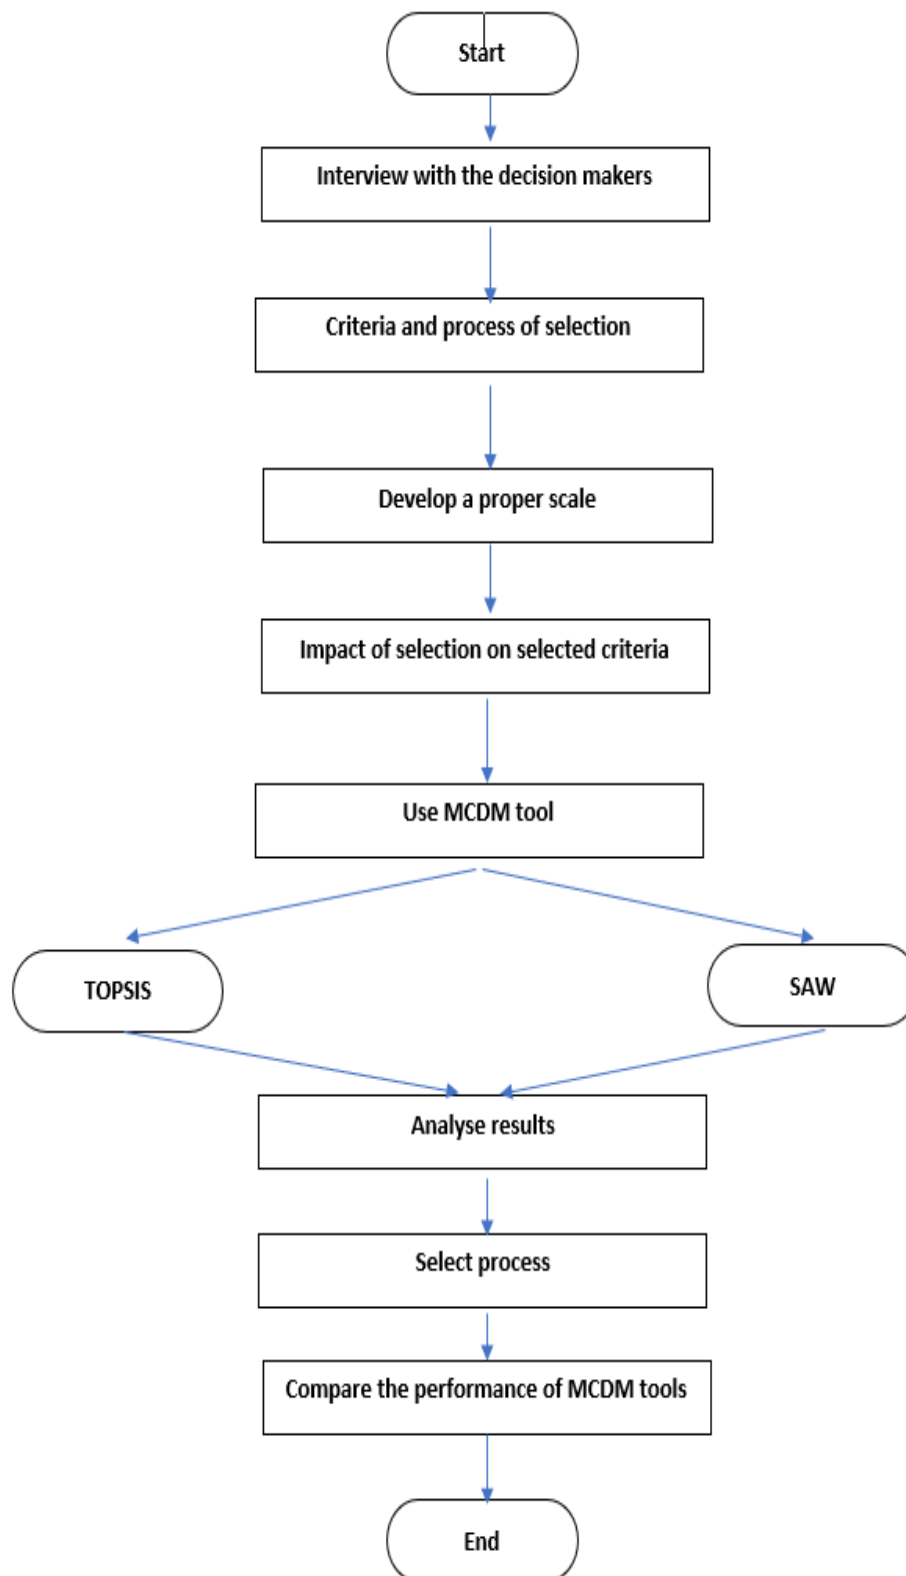 Start
Interview with the decision makers
Criteria and process of selection
Develop a proper scale
Impact of selection on selected criteria
Use MCDM tool
TOPSIS
SAW
Analyse results
Select process
Compare the performance of MCDM tools
End